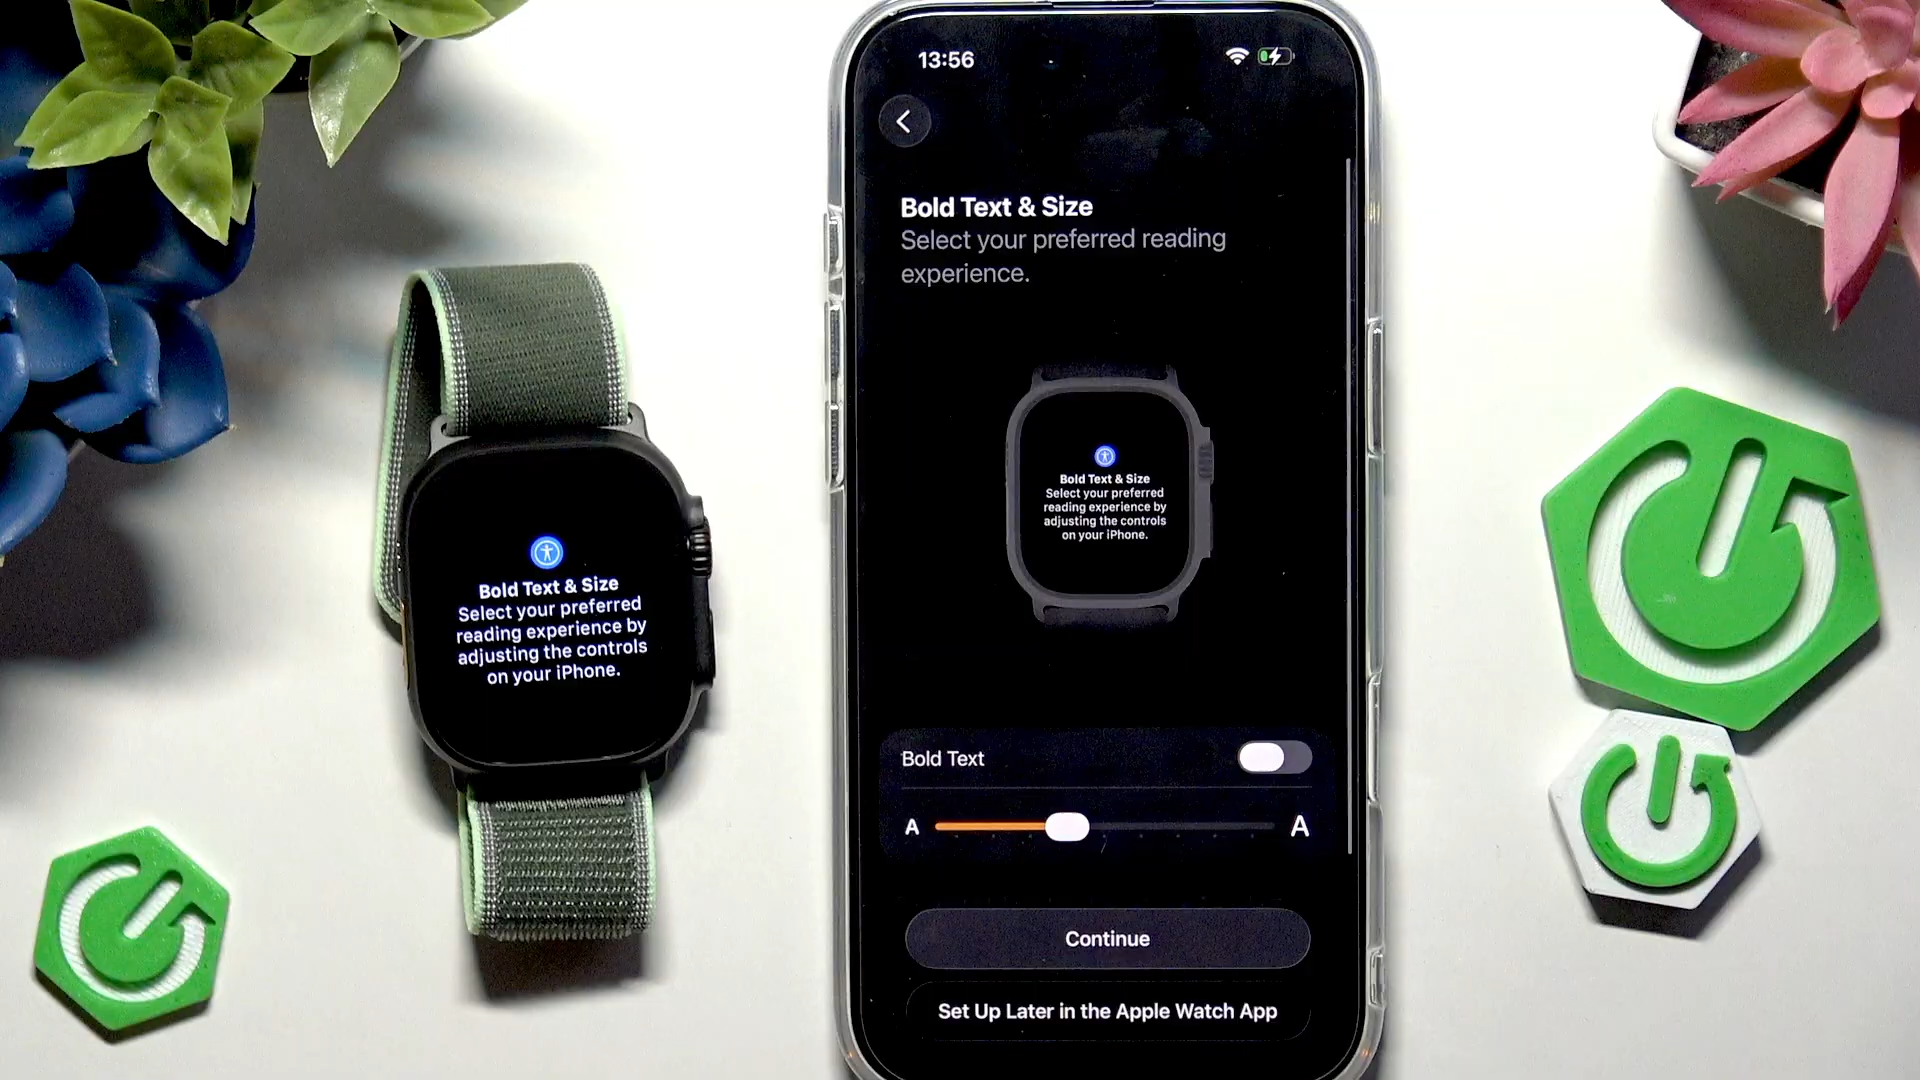 13:56
Bold Text & Size
Select your preferred reading
experience.
Bold Text & Size
Select your preferred
reading experience by
adjusting the controls
on your iPhone.
Bold Text
A A
Continue
Set Up Later in the Apple Watch App
Bold Text & Size
Select your preferred
reading experience by
adjusting the controls
on your iPhone.